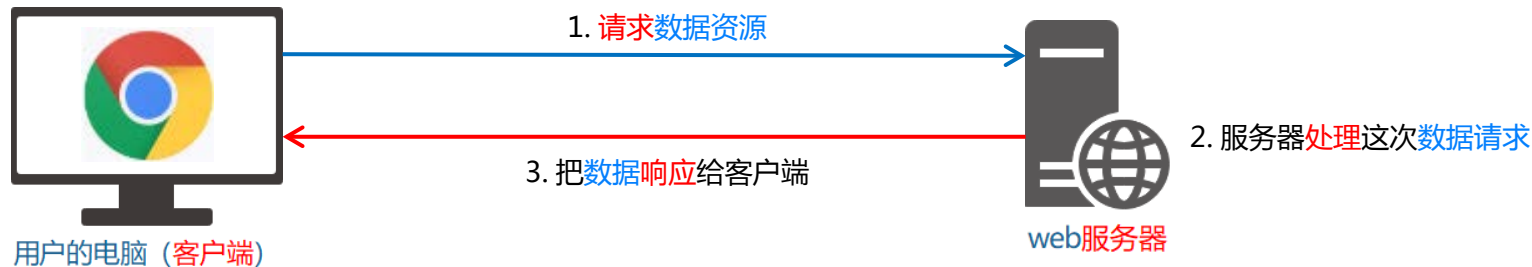 1. 请求数据资源
2. 服务器处理这次数据请求
3. 把数据响应给客户端
用户的电脑（客户端）
web服务器